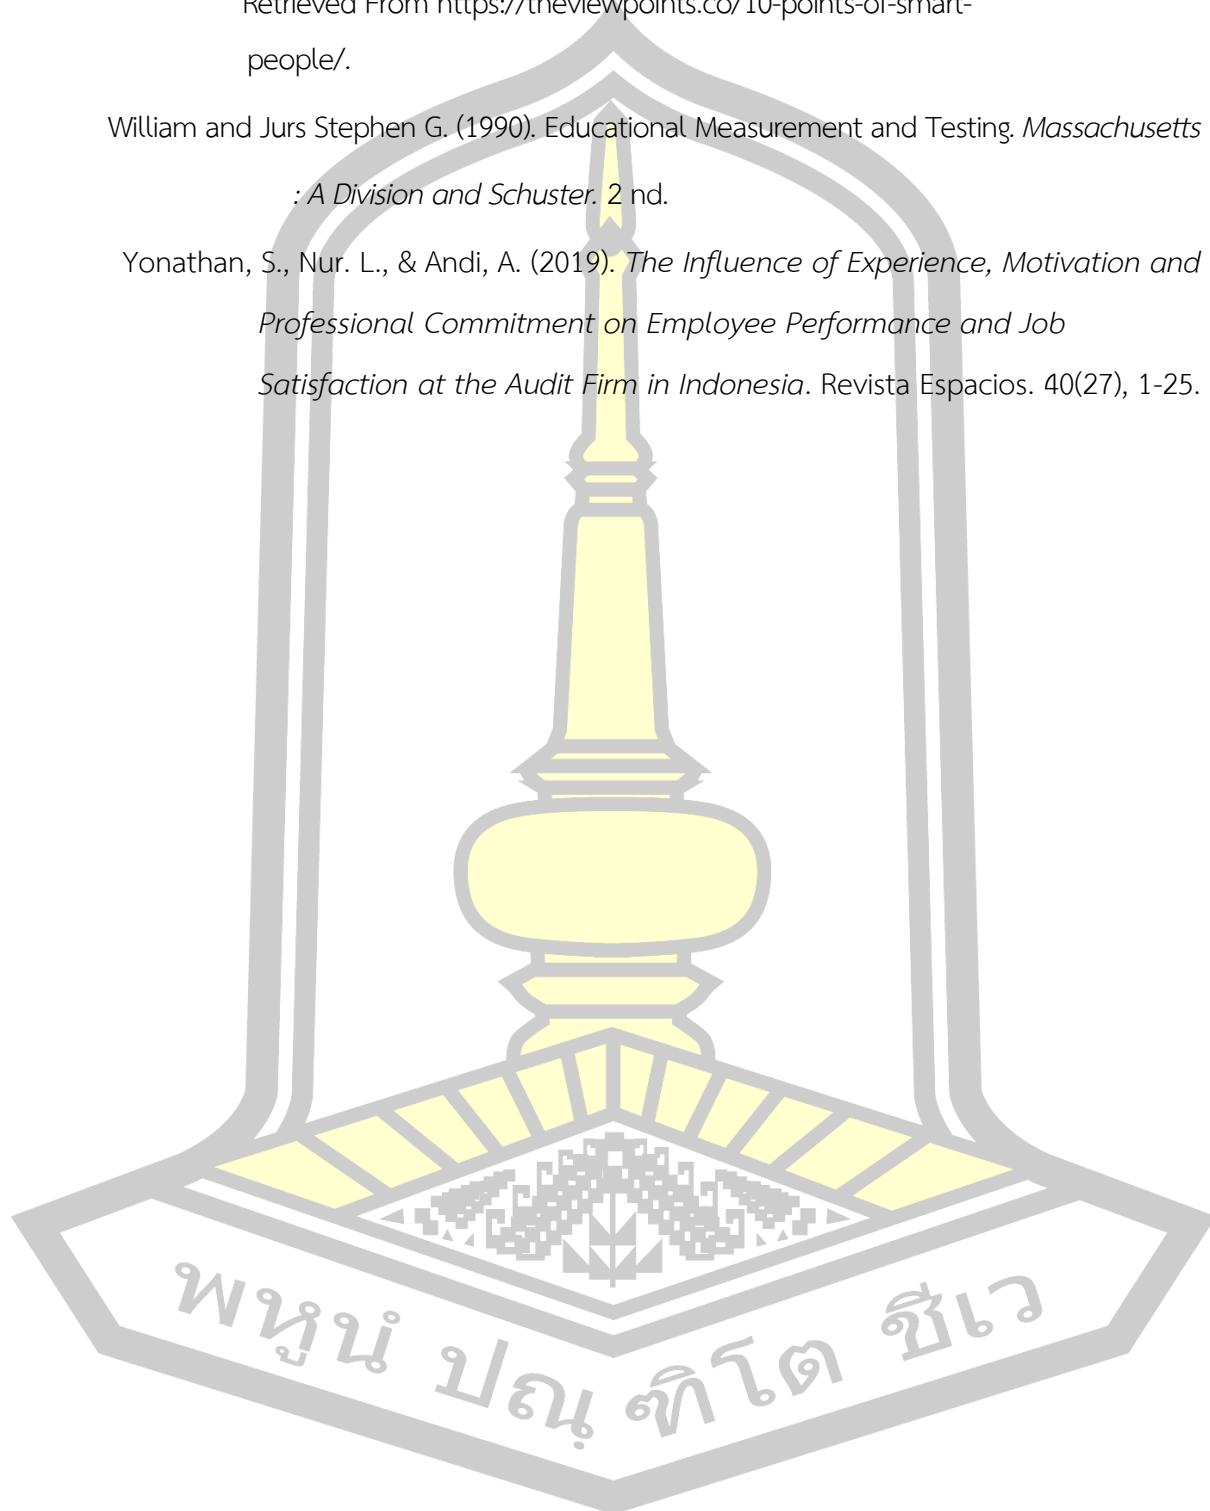 Retrieved From https://theviewpoints.co/10-points-of-smart-
people/.
William and Jurs Stephen G. (1990). Educational Measurement and Testing. Massachusetts
: A Division and Schuster. 2 nd.
Yonathan, S., Nur. L., & Andi, A. (2019). The Influence of Experience, Motivation and
Professional Commitment on Employee Performance and Job
Satisfaction at the Audit Firm in Indonesia. Revista Espacios. 40(27), 1-25.
พหูนํ ปณฺฑิโต ชีเว